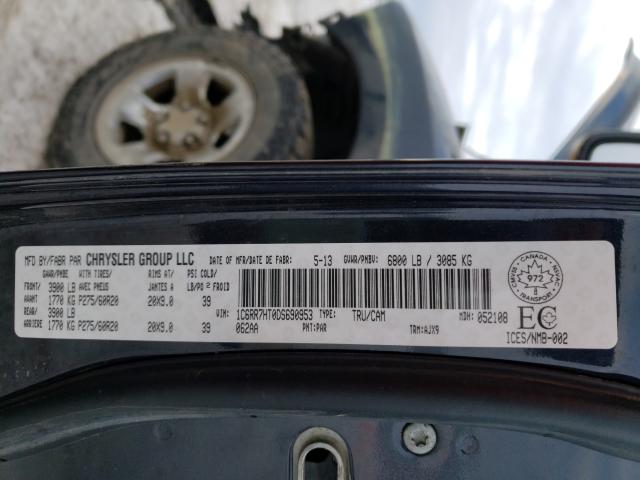 MFD BY/FABR PAR CHRYSLER GROUP LLC DATE OF MFR/DATE DE FABR: 5-13 GVWR/PNBV: 6800 LB / 3085 KG
GAWR/PNBE WITH TIRES/ RIMS AT/ PSI COLD/
FRONT: 3900 LB AVEC PNEUS JANTES A LB/PO² FROID
AVANT 1770 KG P275/60R20 20X9.0 39
REAR: 3900 LB VIN: 1C6RR7HT0DS690953 TYPE: TRU/CAM MDH: 052108
ARRIERE 1770 KG P275/60R20 20X9.0 39 062AA PNT:PAR TRM:AJX9
CANADA
CMVSS NSVAC
972
TRANSPORT
EC
ICES/NMB-002